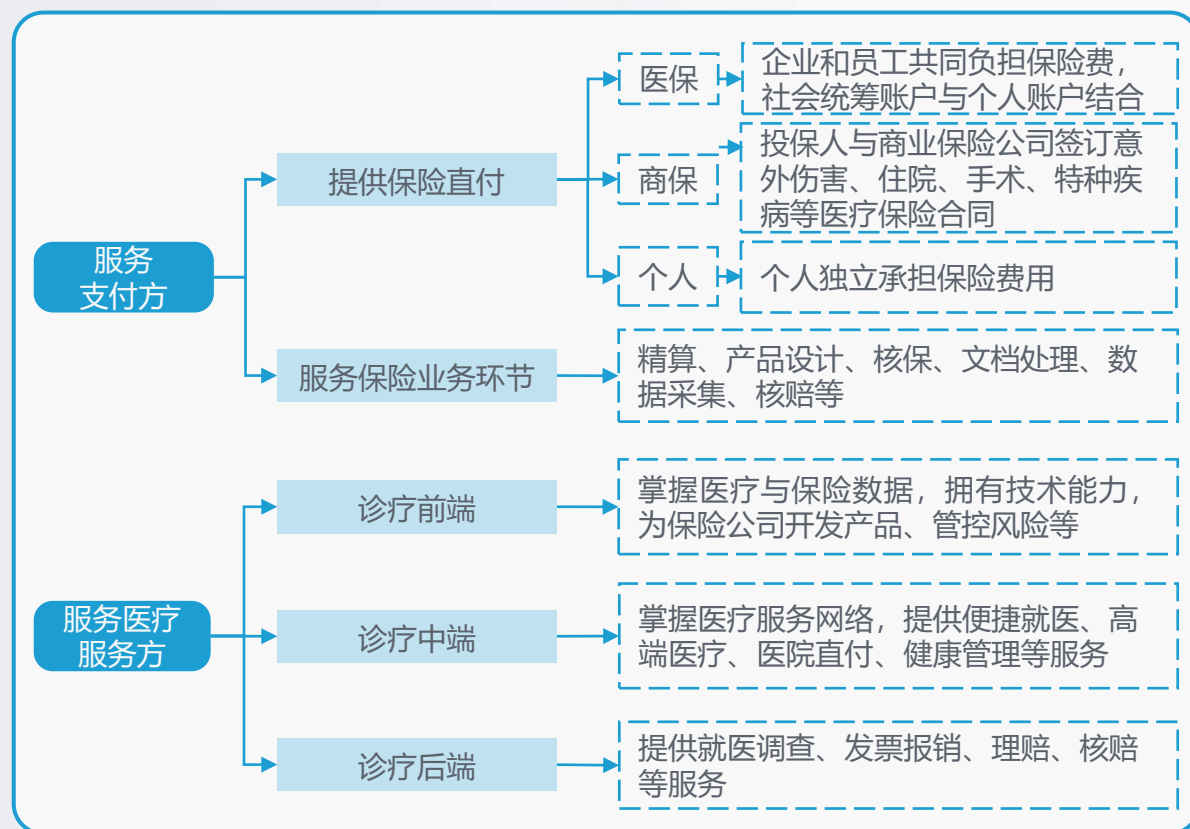 医保
企业和员工共同负担保险费，
社会统筹账户与个人账户结合
提供保险直付
商保
投保人与商业保险公司签订意
外伤害、住院、手术、特种疾
病等医疗保险合同
服务
支付方
个人
个人独立承担保险费用
服务保险业务环节
精算、产品设计、核保、文档处理、数
据采集、核赔等
诊疗前端
掌握医疗与保险数据，拥有技术能力，
为保险公司开发产品、管控风险等
服务医疗
服务方
诊疗中端
掌握医疗服务网络，提供便捷就医、高
端医疗、医院直付、健康管理等服务
诊疗后端
提供就医调查、发票报销、理赔、核赔
等服务